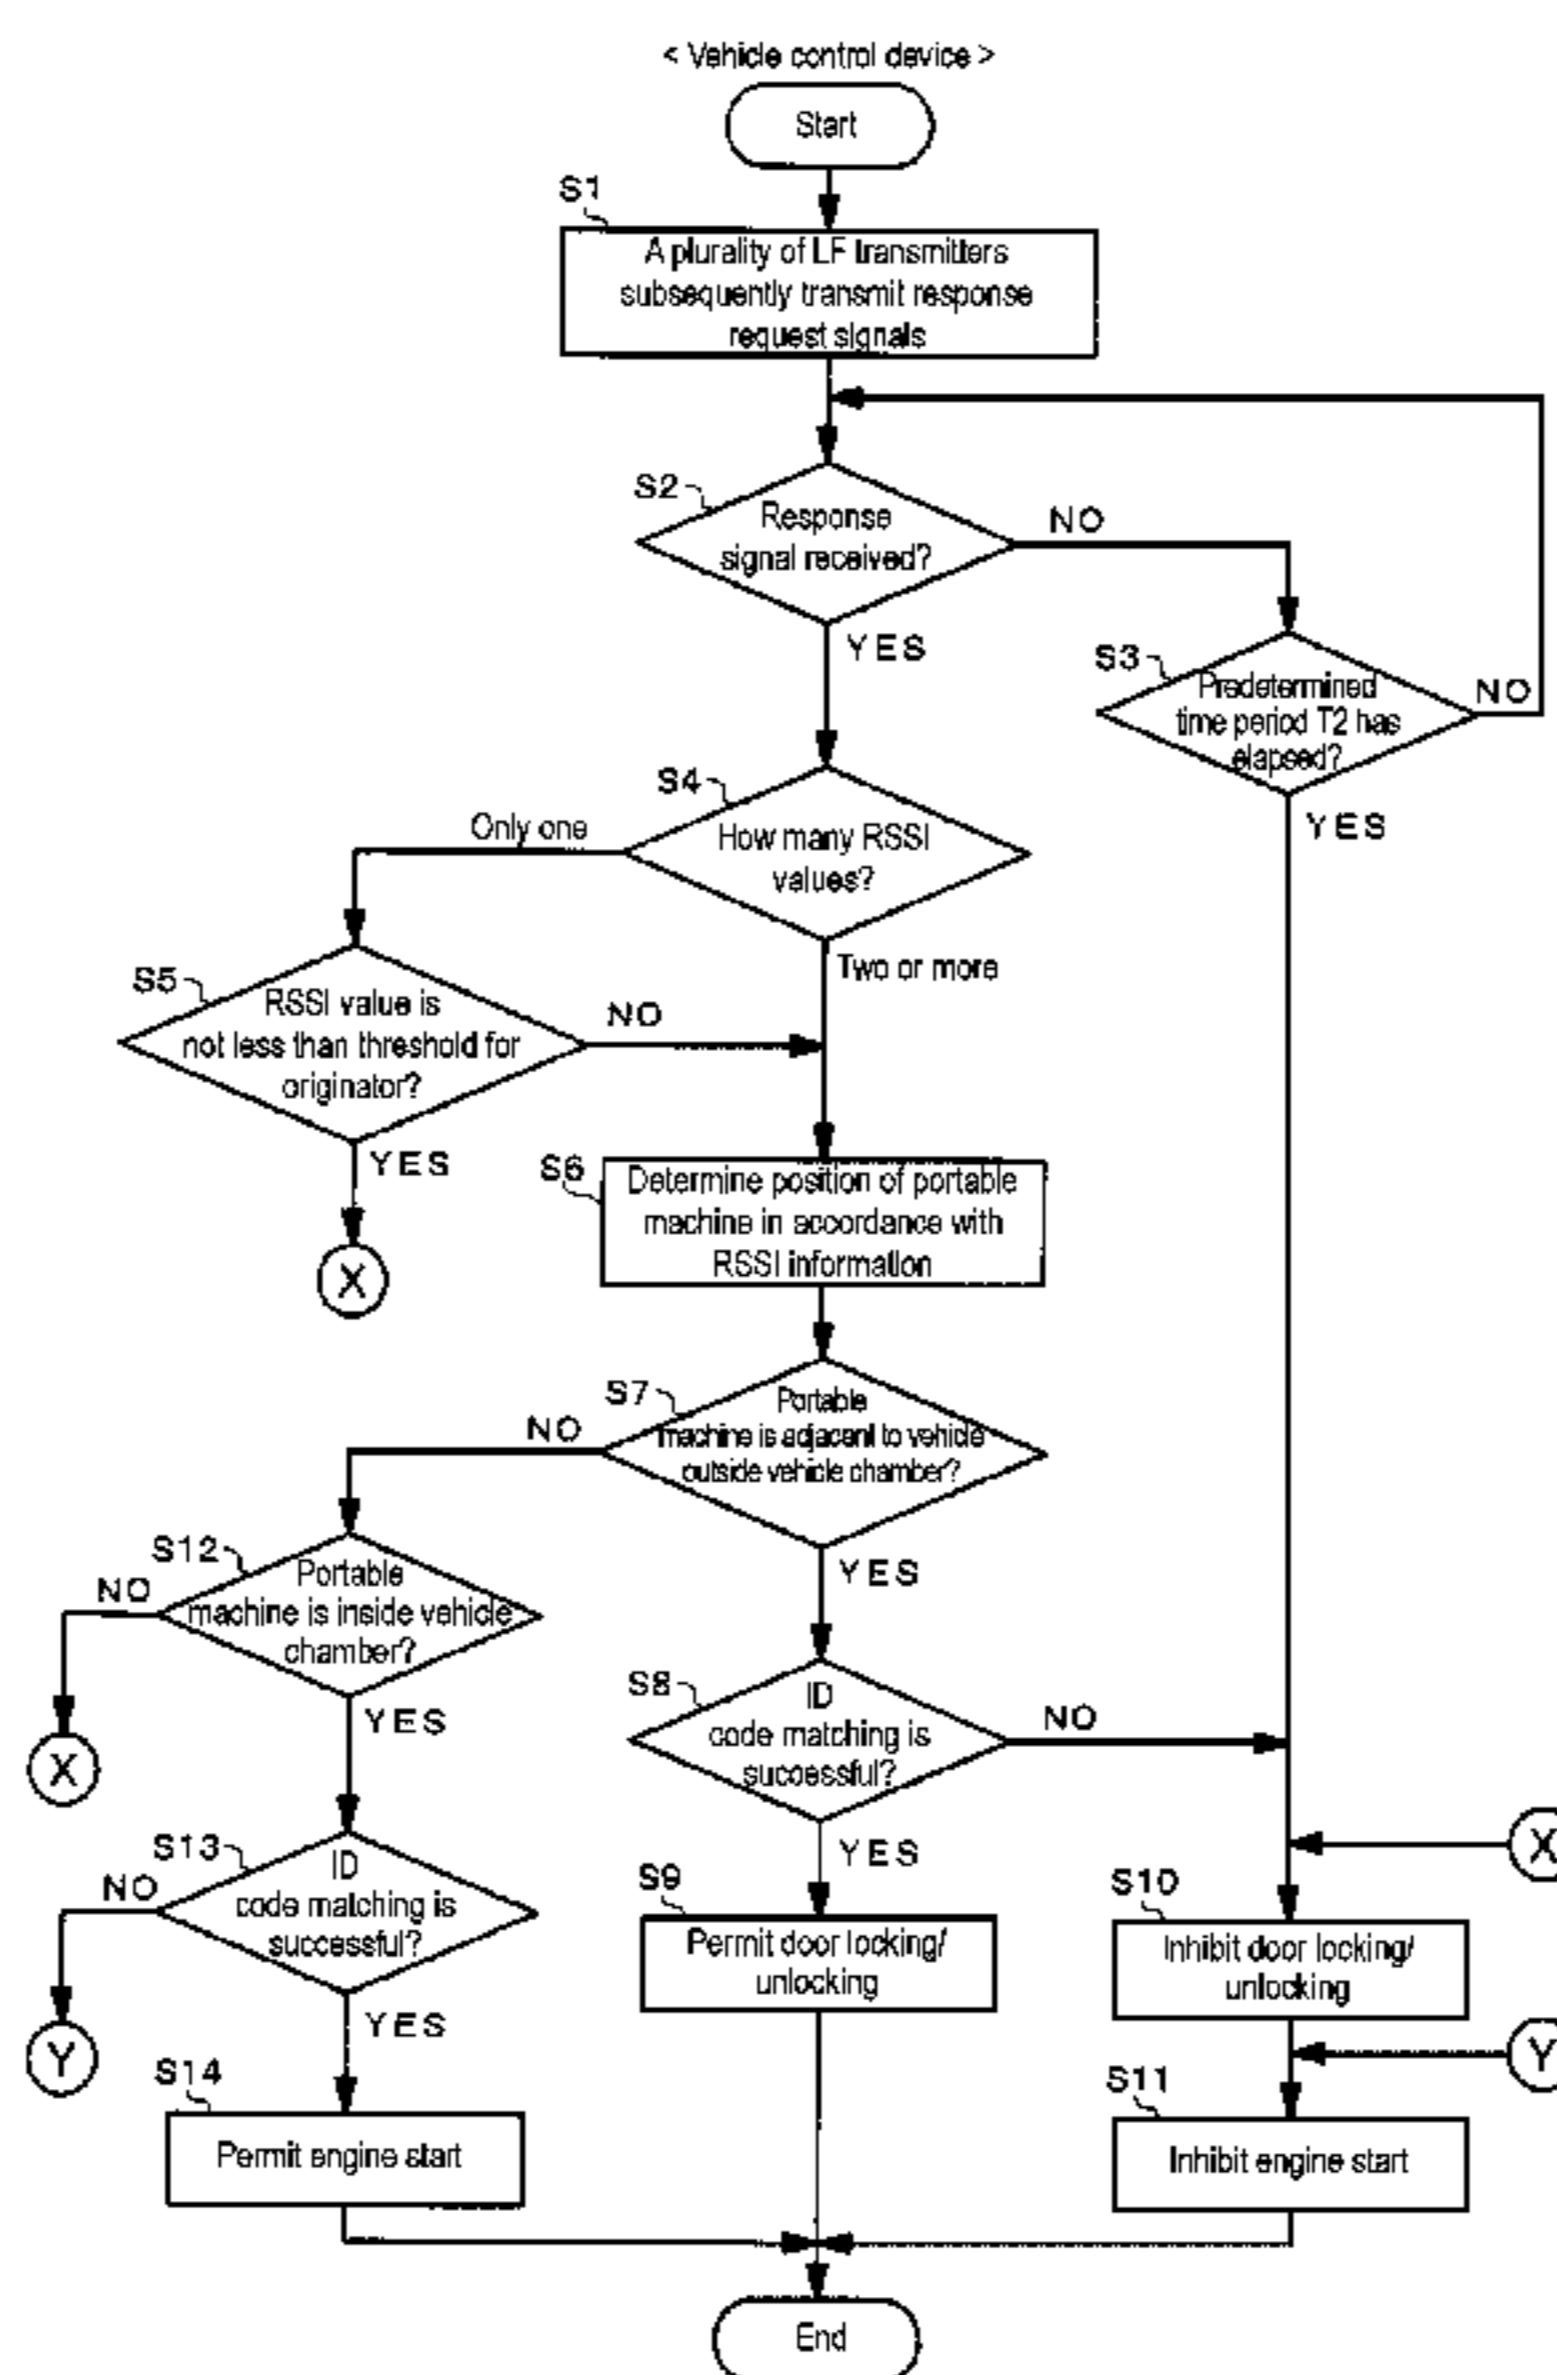 < Vehicle control device >
Start
S1
A plurality of LF transmitters
subsequently transmit response
request signals
S2
Response
signal received?
NO
YES
S3
Predetermined
time period T2 has
elapsed?
NO
YES
S4
How many RSSI
values?
Only one
Two or more
S5
RSSI value is
not less than threshold for
originator?
NO
YES
X
S6
Determine position of portable
machine in accordance with
RSSI information
S7
Portable
machine is adjacent to vehicle
outside vehicle chamber?
NO
YES
S12
Portable
machine is inside vehicle
chamber?
NO
YES
X
S8
ID
code matching is
successful?
NO
YES
S13
ID
code matching is
successful?
NO
YES
Y
S9
Permit door locking/
unlocking
X
S10
Inhibit door locking/
unlocking
Y
S14
Permit engine start
S11
Inhibit engine start
End